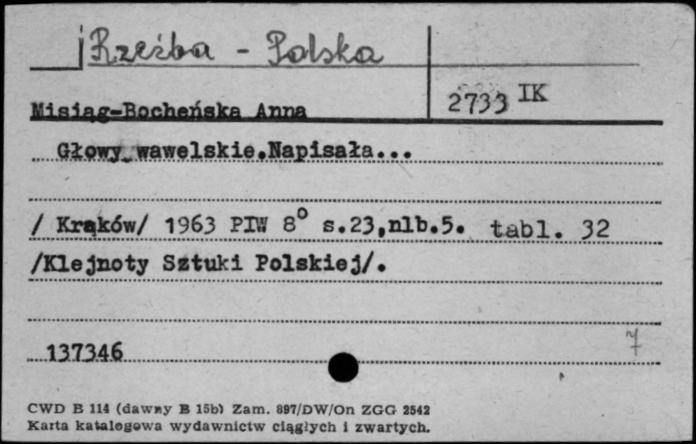 Rzeźba - Polska
Misiąg-Bocheńska Anna
2733 IK
Głowy wawelskie.Napisała...
/ Krąków/ 1963 PIW 8° s.23,nlb.5. tabl. 32
/Klejnoty Sztuki Polskiej/.
7
137346
CWD B 114 (dawny B 15b) Zam. 897/DW/On ZGG 2542
Karta katalogowa wydawnictw ciągłych i zwartych.